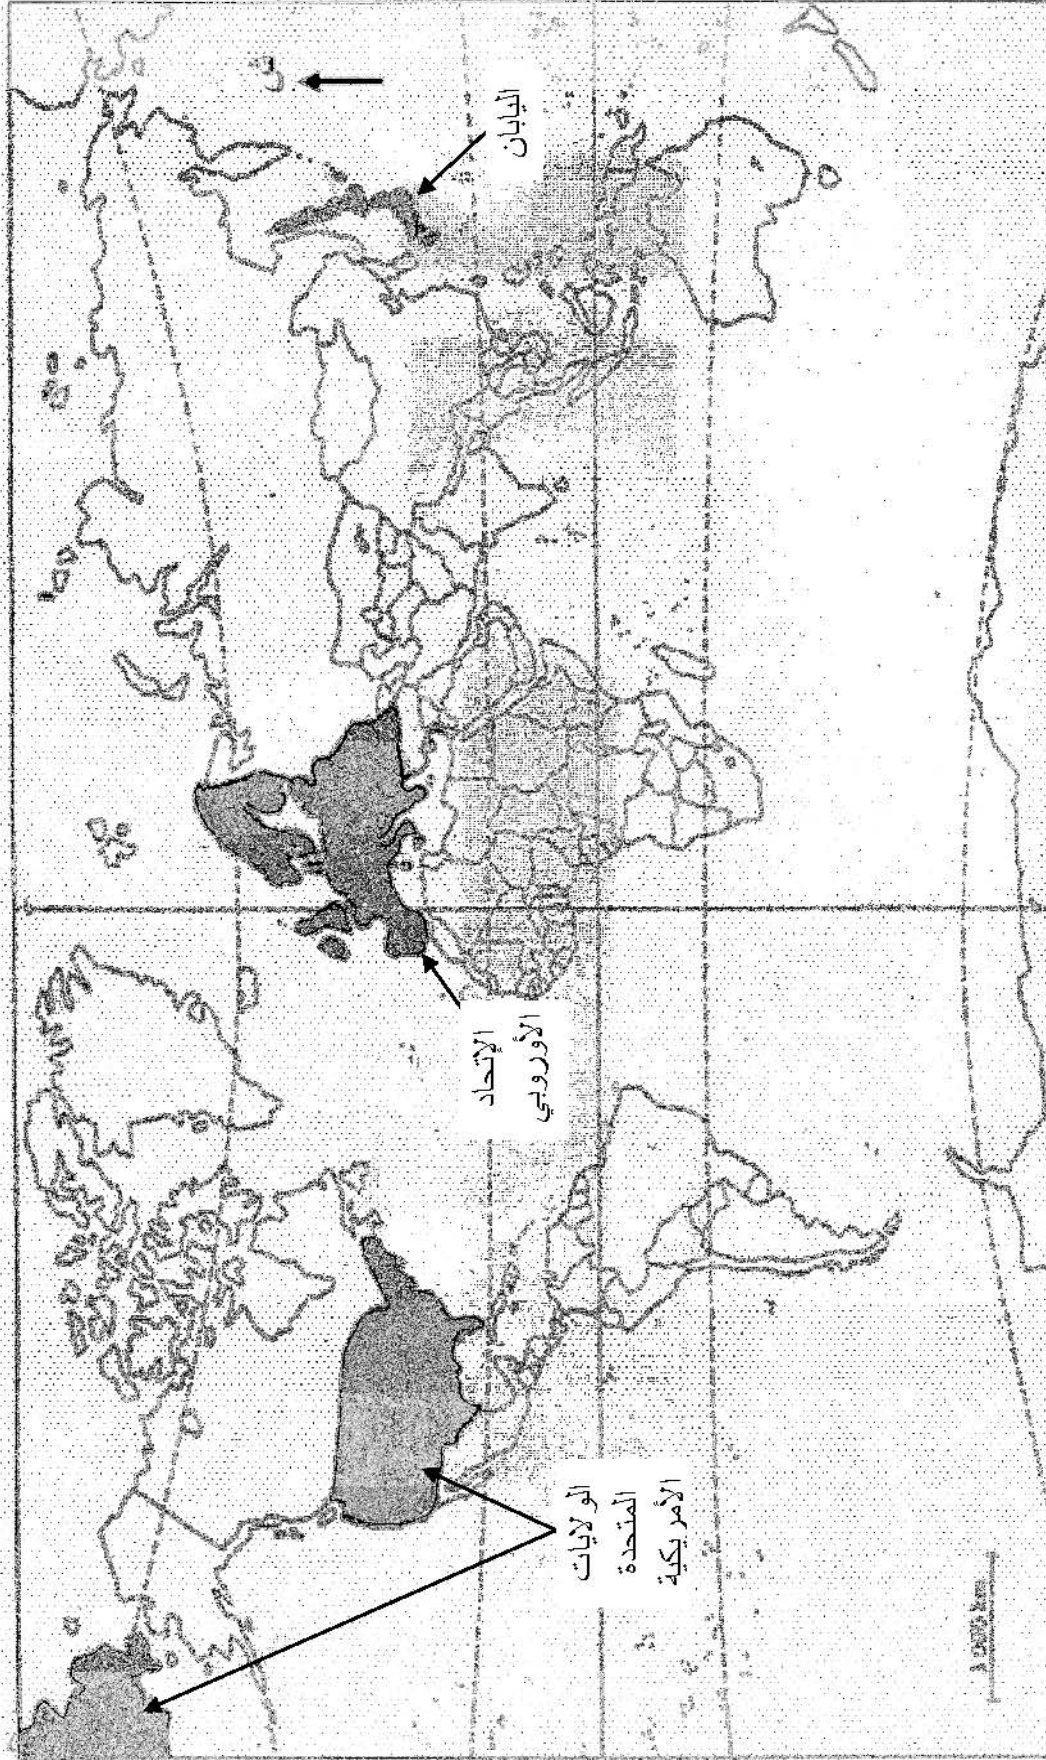 ش
اليابان
الإتحاد
الأوروبي
الولايات
المتحدة
الأمريكية